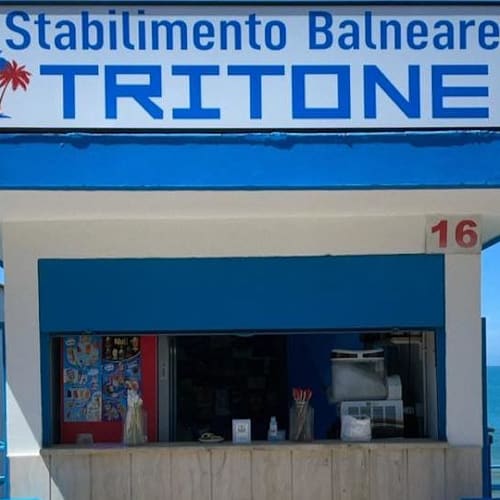 Stabilimento Balneare
TRITONE
16